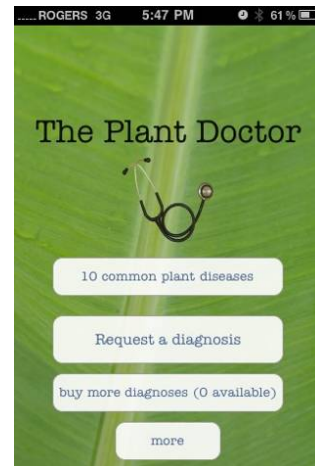 ROGERS 3G 5:47 PM 61%
The Plant Doctor
10 common plant diseases
Request a diagnosis
buy more diagnoses (0 available)
more